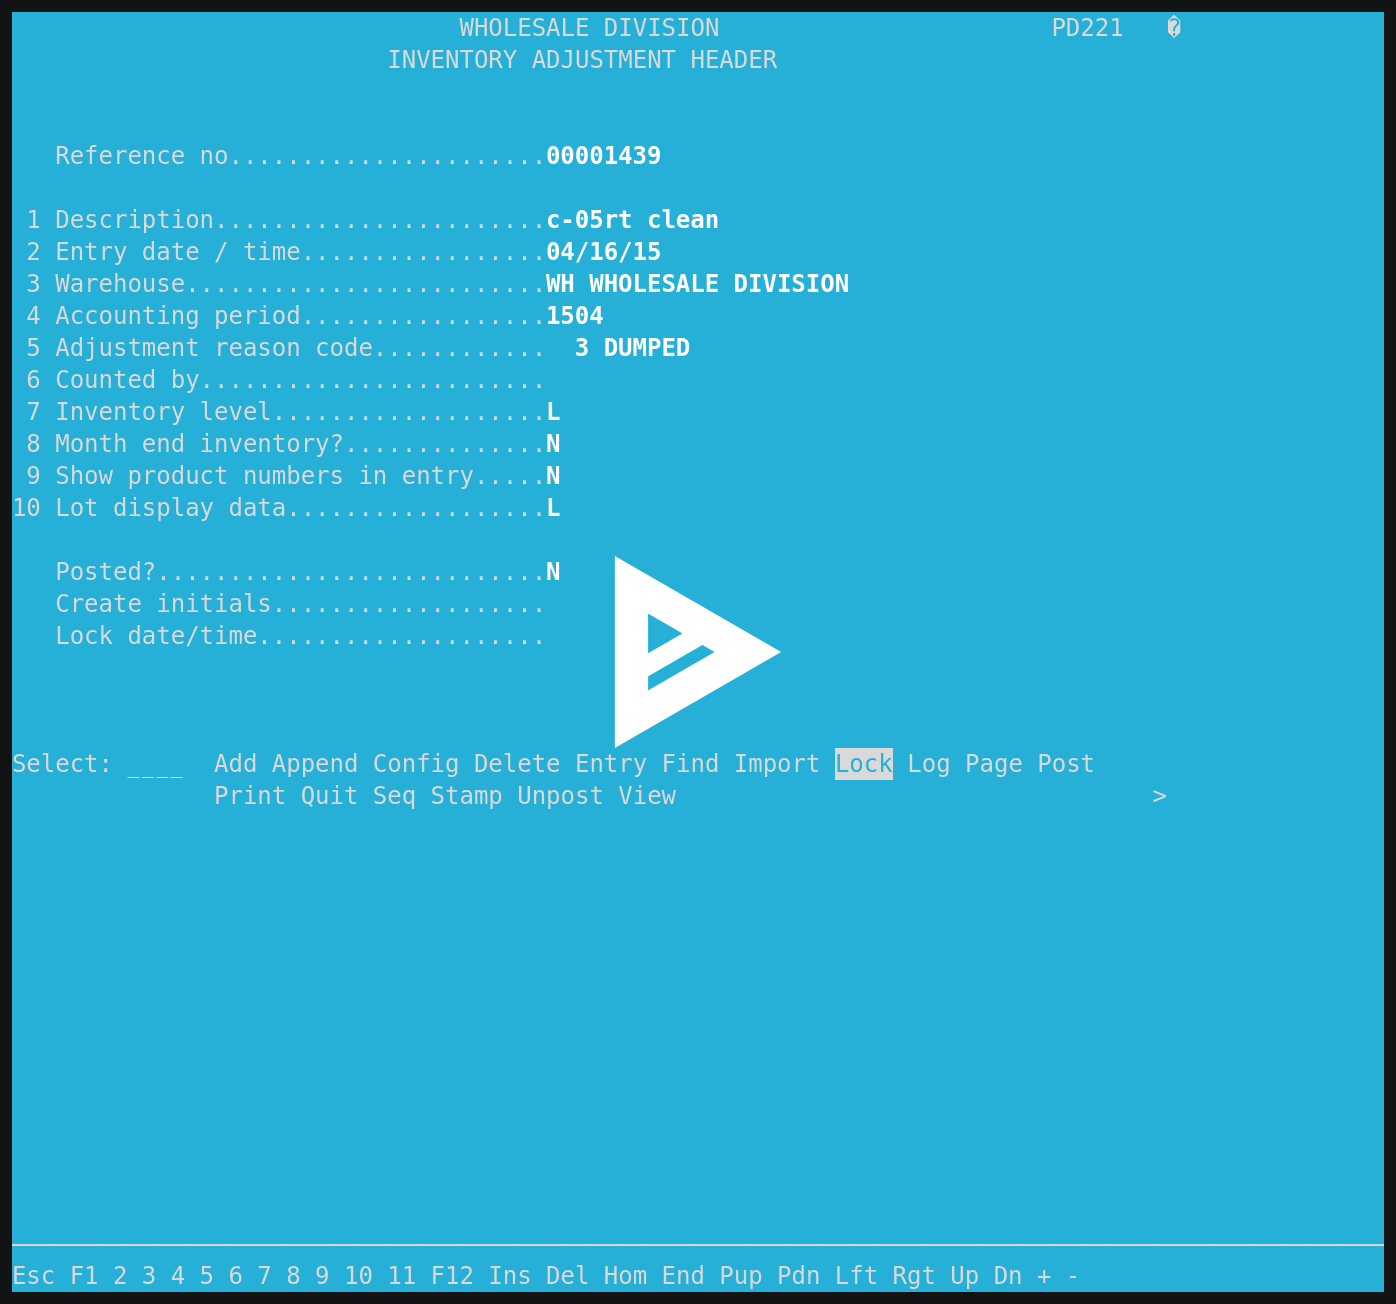 WHOLESALE DIVISION PD221 �
INVENTORY ADJUSTMENT HEADER
Reference no......................00001439
1 Description.......................c-05rt clean
2 Entry date / time.................04/16/15
3 Warehouse.........................WH WHOLESALE DIVISION
4 Accounting period.................1504
5 Adjustment reason code............  3 DUMPED
6 Counted by........................
7 Inventory level...................L
8 Month end inventory?..............N
9 Show product numbers in entry.....N
10 Lot display data..................L
Posted?...........................N
Create initials...................
Lock date/time....................
Select: ____ Add Append Config Delete Entry Find Import Lock Log Page Post
Print Quit Seq Stamp Unpost View >
Esc F1 2 3 4 5 6 7 8 9 10 11 F12 Ins Del Hom End Pup Pdn Lft Rgt Up Dn + -